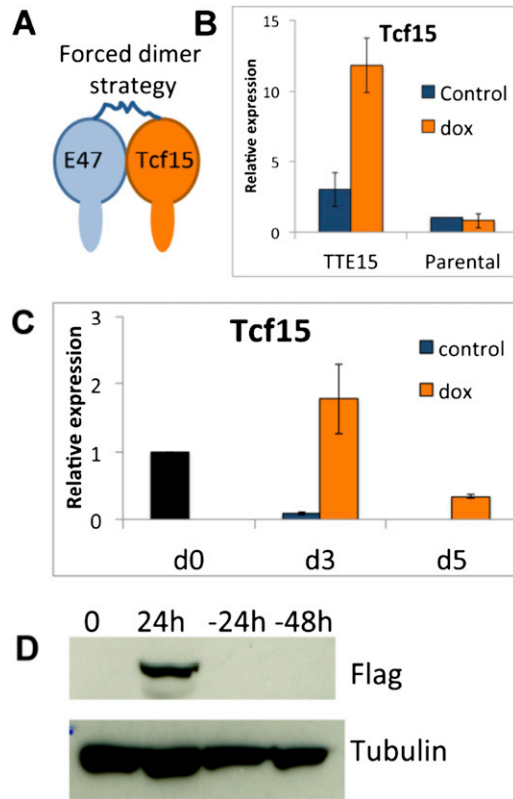 A
Forced dimer
strategy
E47
Tcf15
B
Tcf15
Relative expression
15
10
5
0
Control
dox
TTE15
Parental
C
Tcf15
Relative expression
3
2
1
0
control
dox
d0
d3
d5
D
0 24h -24h -48h
Flag
Tubulin